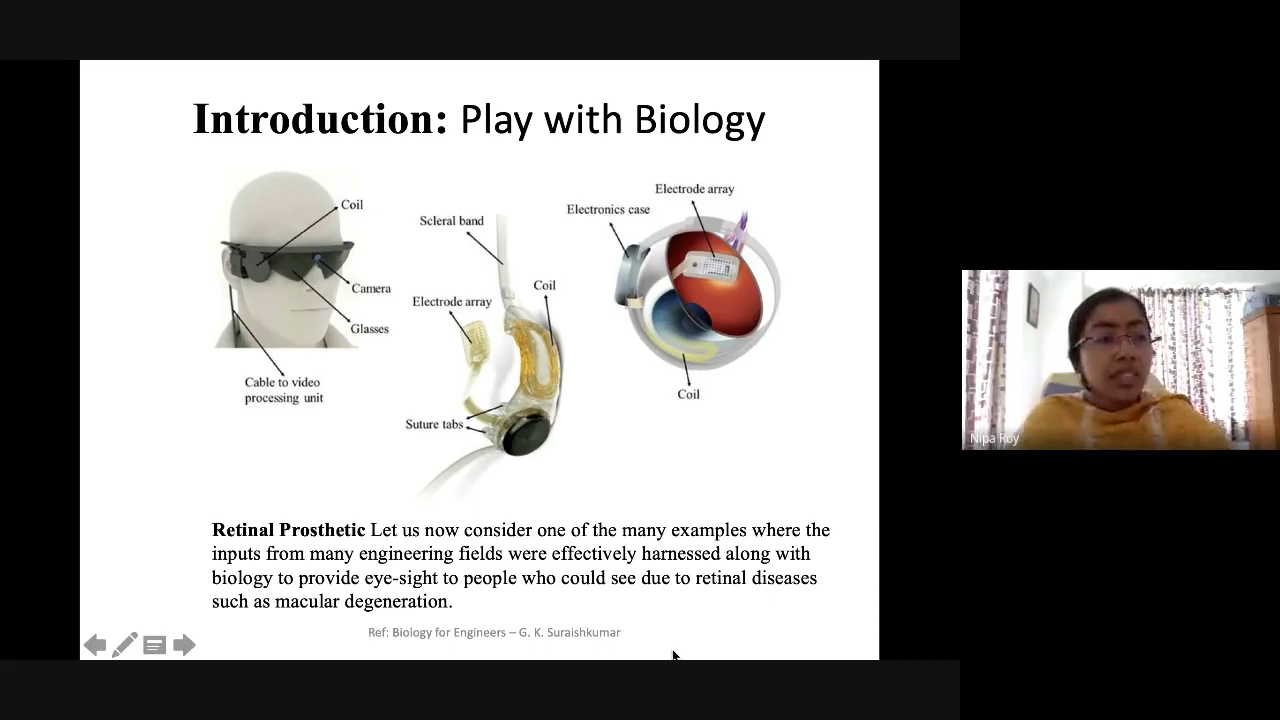 Introduction: Play with Biology
Coil
Camera
Glasses
Cable to video
processing unit
Scleral band
Electrode array
Coil
Suture tabs
Electrode array
Electronics case
Coil
Retinal Prosthetic Let us now consider one of the many examples where the
inputs from many engineering fields were effectively harnessed along with
biology to provide eye-sight to people who could see due to retinal diseases
such as macular degeneration.
Ref: Biology for Engineers – G. K. Suraishkumar
Nipa Roy